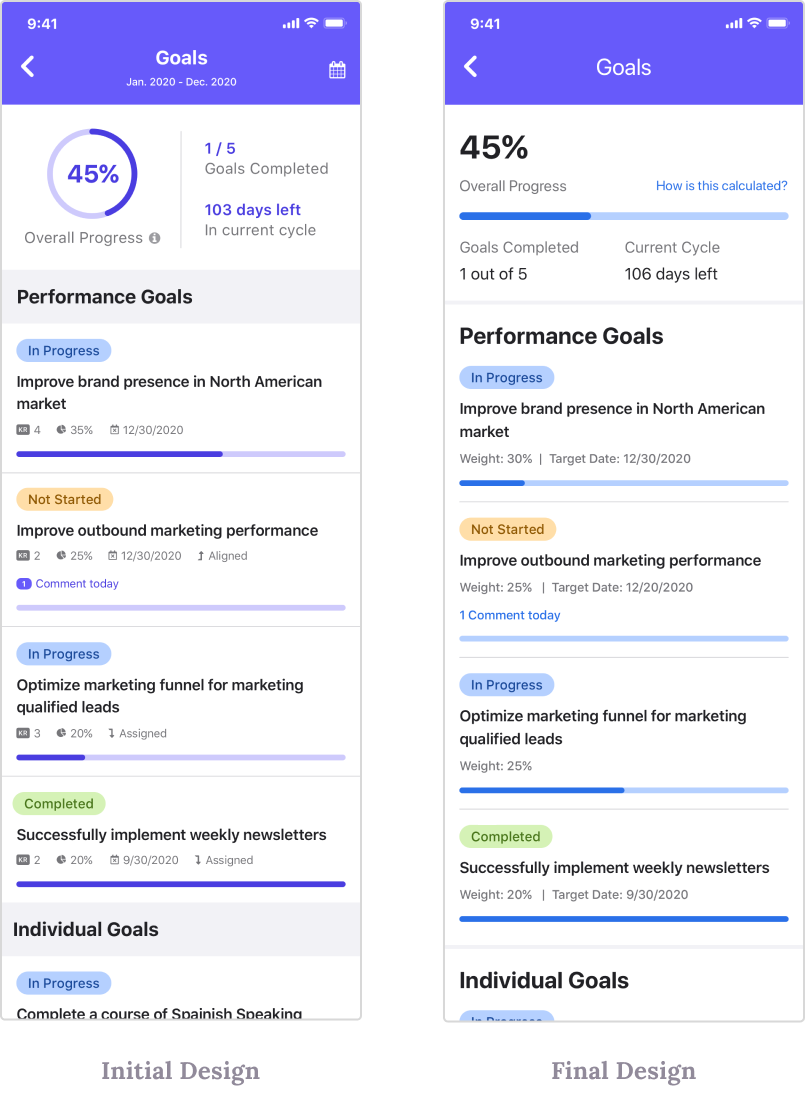 9:41
Goals
Jan. 2020 - Dec. 2020
45%
Overall Progress
1 / 5
Goals Completed
103 days left
In current cycle
Performance Goals
In Progress
Improve brand presence in North American
market
KR 4 35% 12/30/2020
Not Started
Improve outbound marketing performance
KR 2 25% 12/30/2020 Aligned
1 Comment today
In Progress
Optimize marketing funnel for marketing
qualified leads
KR 3 20% Assigned
Completed
Successfully implement weekly newsletters
KR 2 20% 9/30/2020 Assigned
Individual Goals
In Progress
Complete a course of Spainish Speaking
Initial Design
9:41
Goals
45%
Overall Progress
How is this calculated?
Goals Completed
1 out of 5
Current Cycle
106 days left
Performance Goals
In Progress
Improve brand presence in North American
market
Weight: 30% | Target Date: 12/30/2020
Not Started
Improve outbound marketing performance
Weight: 25% | Target Date: 12/20/2020
1 Comment today
In Progress
Optimize marketing funnel for marketing
qualified leads
Weight: 25%
Completed
Successfully implement weekly newsletters
Weight: 20% | Target Date: 9/30/2020
Individual Goals
In Progress
Final Design